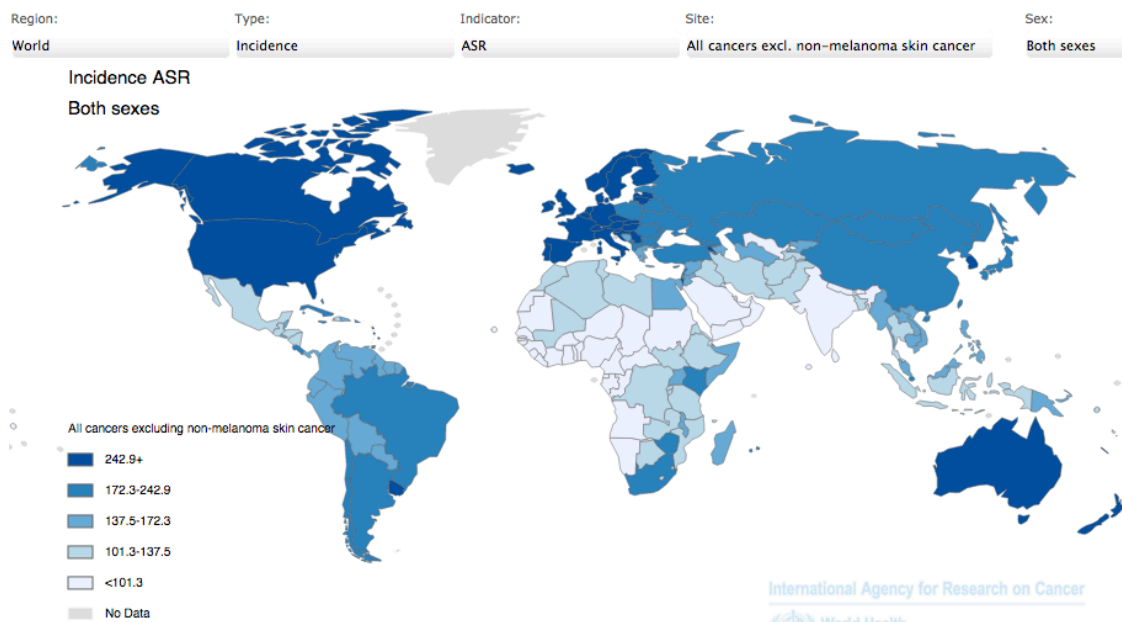 Region: Type: Indicator: Site: Sex:
World Incidence ASR All cancers excl. non-melanoma skin cancer Both sexes
Incidence ASR
Both sexes
All cancers excluding non-melanoma skin cancer
242.9+
172.3-242.9
137.5-172.3
101.3-137.5
<101.3
No Data
International Agency for Research on Cancer
World Health